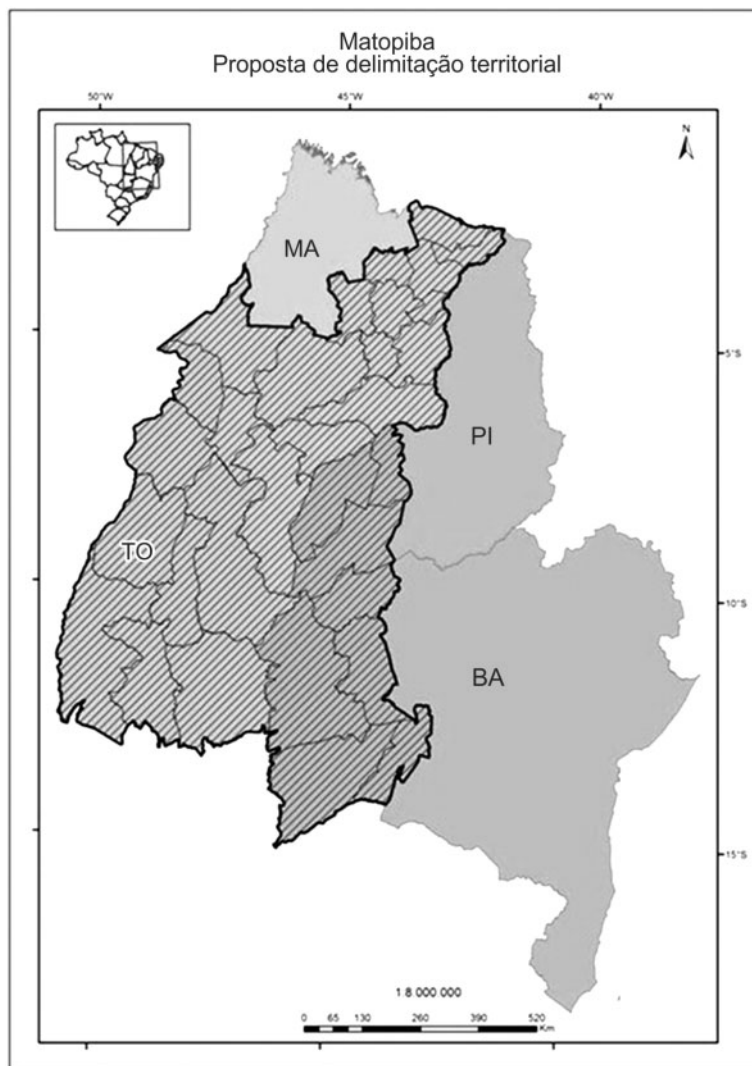 Matopiba
Proposta de delimitação territorial
50°W
45°W
40°W
N
MA
5°S
PI
TO
10°S
BA
15°S
1:8 000 000
0 65 130 260 390 520
Km